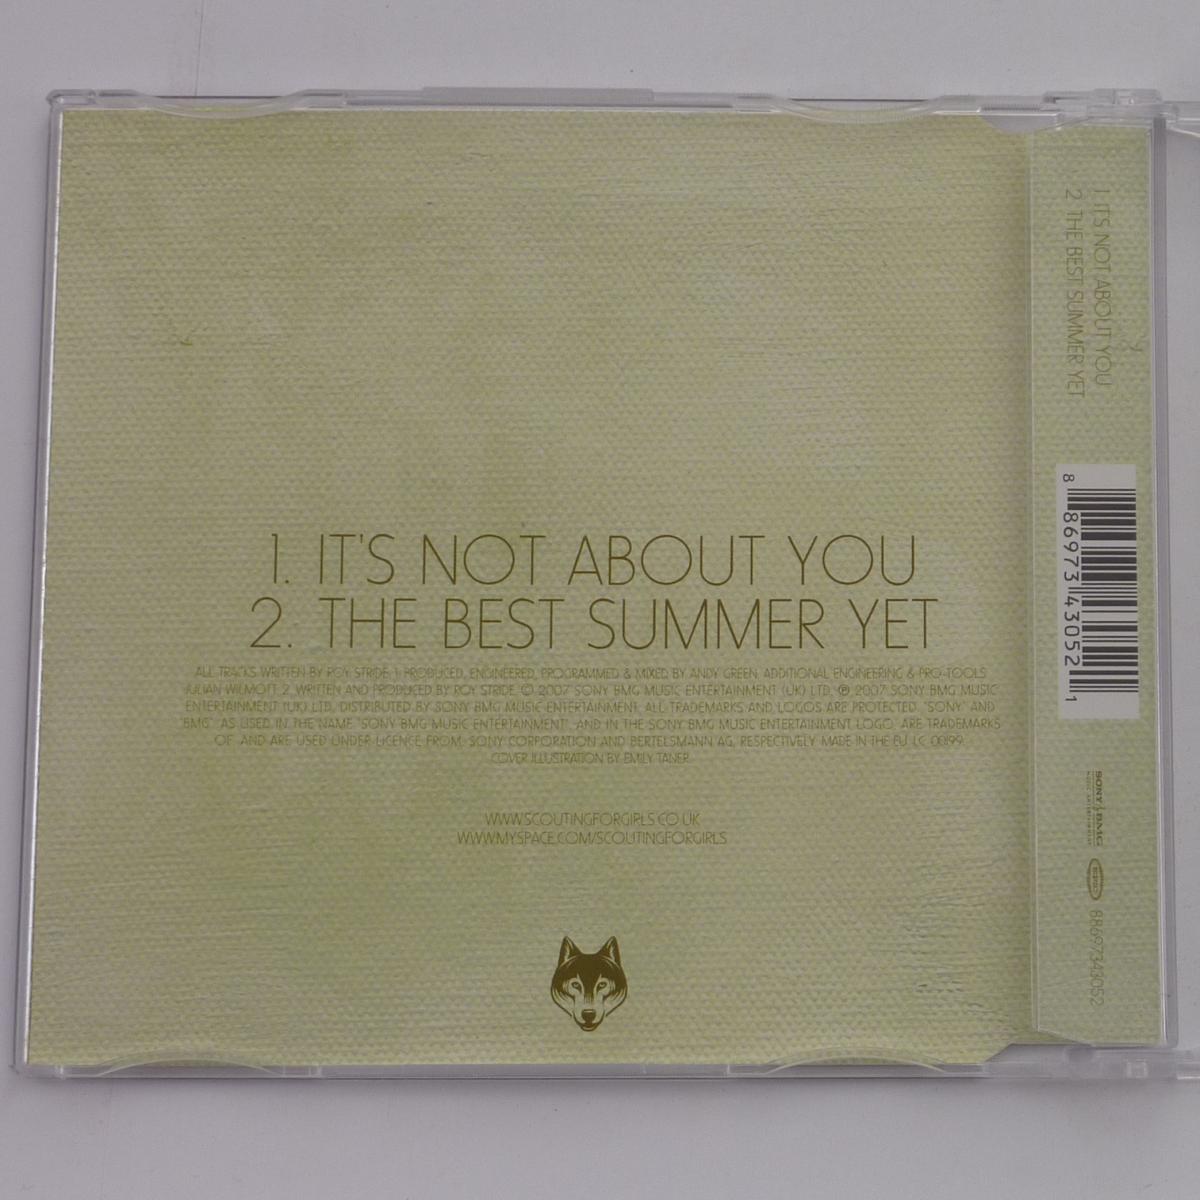 1. IT'S NOT ABOUT YOU
2. THE BEST SUMMER YET
ALL TRACKS WRITTEN BY ROY STRIDE. 1. PRODUCED, ENGINEERED, PROGRAMMED & MIXED BY ANDY GREEN. ADDITIONAL ENGINEERING & PRO-TOOLS
JULIAN WILMOTT. 2. WRITTEN AND PRODUCED BY ROY STRIDE. © 2007 SONY BMG MUSIC ENTERTAINMENT (UK) LTD. ℗ 2007 SONY BMG MUSIC
ENTERTAINMENT (UK) LTD. DISTRIBUTED BY SONY BMG MUSIC ENTERTAINMENT. ALL TRADEMARKS AND LOGOS ARE PROTECTED. "SONY" AND
"BMG" AS USED IN THE NAME "SONY BMG MUSIC ENTERTAINMENT", AND IN THE SONY BMG MUSIC ENTERTAINMENT LOGO, ARE TRADEMARKS
OF, AND ARE USED UNDER LICENCE FROM, SONY CORPORATION AND BERTELSMANN AG, RESPECTIVELY. MADE IN THE EU. LC 00199.
COVER ILLUSTRATION BY EMILY TANER.
WWW.SCOUTINGFORGIRLS.CO.UK
WWW.MYSPACE.COM/SCOUTINGFORGIRLS
1. IT'S NOT ABOUT YOU
2. THE BEST SUMMER YET
8 86973 43052 1
SONY BMG
MUSIC ENTERTAINMENT
epic
88697343052